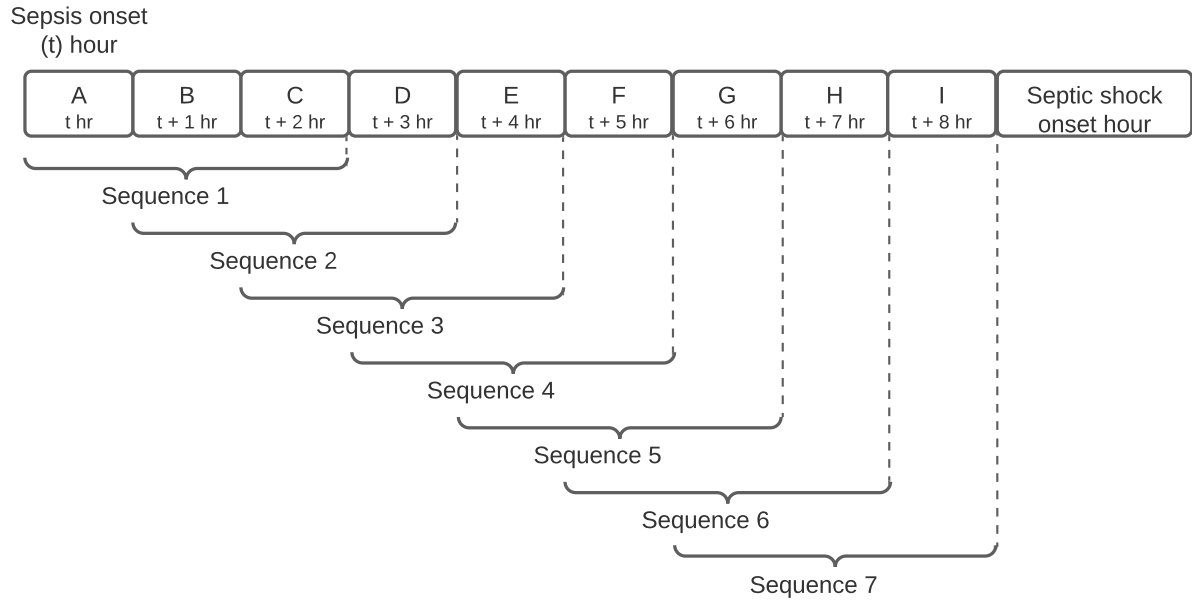 Sepsis onset
(t) hour
A
t hr
B
t + 1 hr
C
t + 2 hr
D
t + 3 hr
E
t + 4 hr
F
t + 5 hr
G
t + 6 hr
H
t + 7 hr
I
t + 8 hr
Septic shock
onset hour
Sequence 1
Sequence 2
Sequence 3
Sequence 4
Sequence 5
Sequence 6
Sequence 7